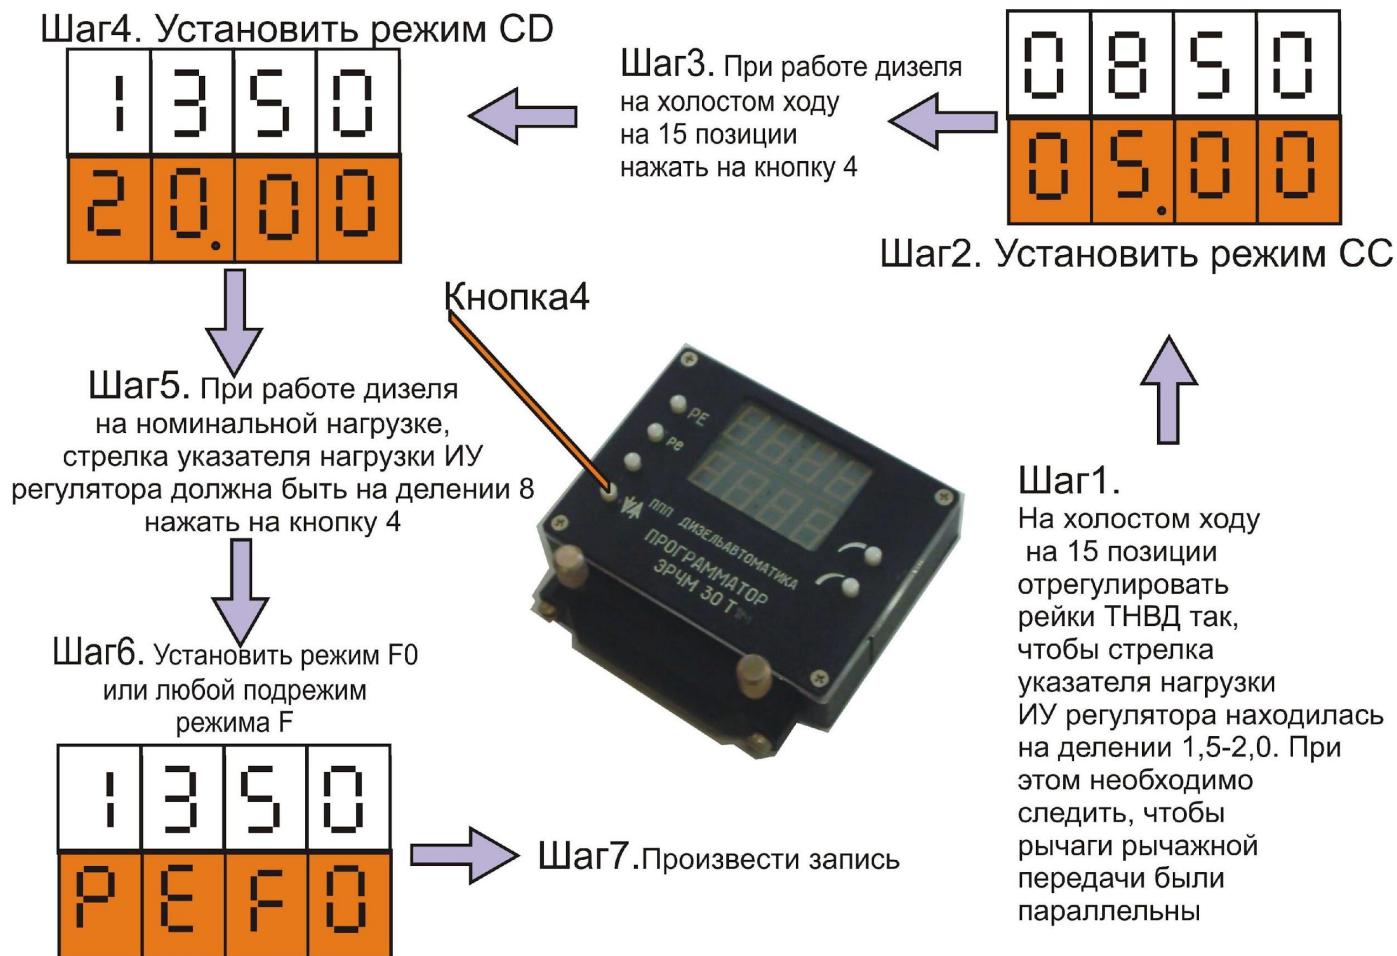 Шаг4. Установить режим CD
1350
20.00
Шаг3. При работе дизеля
на холостом ходу
на 15 позиции
нажать на кнопку 4
0850
05.00
Шаг2. Установить режим СС
Кнопка4
Шаг5. При работе дизеля
на номинальной нагрузке,
стрелка указателя нагрузки ИУ
регулятора должна быть на делении 8
нажать на кнопку 4
РЕ
ре
ППП ДИЗЕЛЬАВТОМАТИКА
ПРОГРАММАТОР
ЭРЧМ 30 Т
Шаг1.
На холостом ходу
на 15 позиции
отрегулировать
рейки ТНВД так,
чтобы стрелка
указателя нагрузки
ИУ регулятора находилась
на делении 1,5-2,0. При
этом необходимо
следить, чтобы
рычаги рычажной
передачи были
параллельны
Шаг6. Установить режим F0
или любой подрежим
режима F
1350
PEF0
Шаг7.Произвести запись